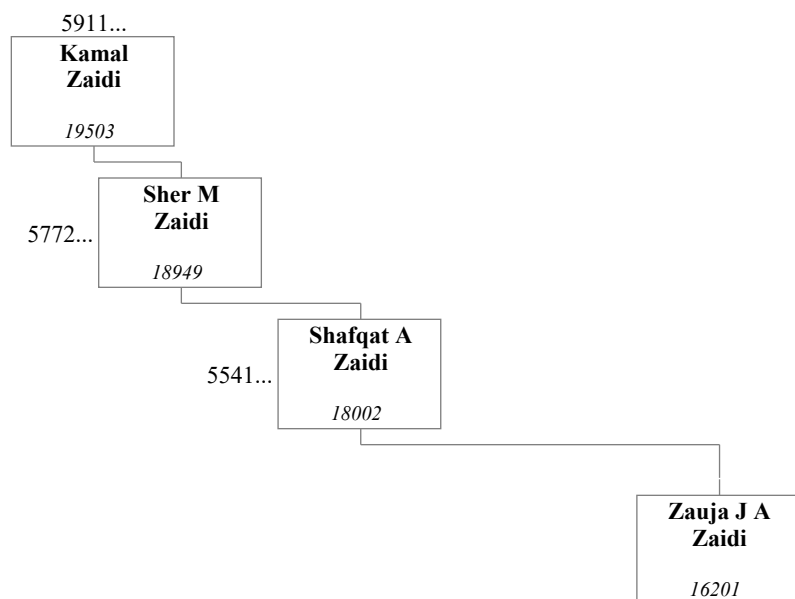 5911...
Kamal
Zaidi
19503
Sher M
Zaidi
5772...
18949
Shafqat A
Zaidi
5541...
18002
Zauja J A
Zaidi
16201